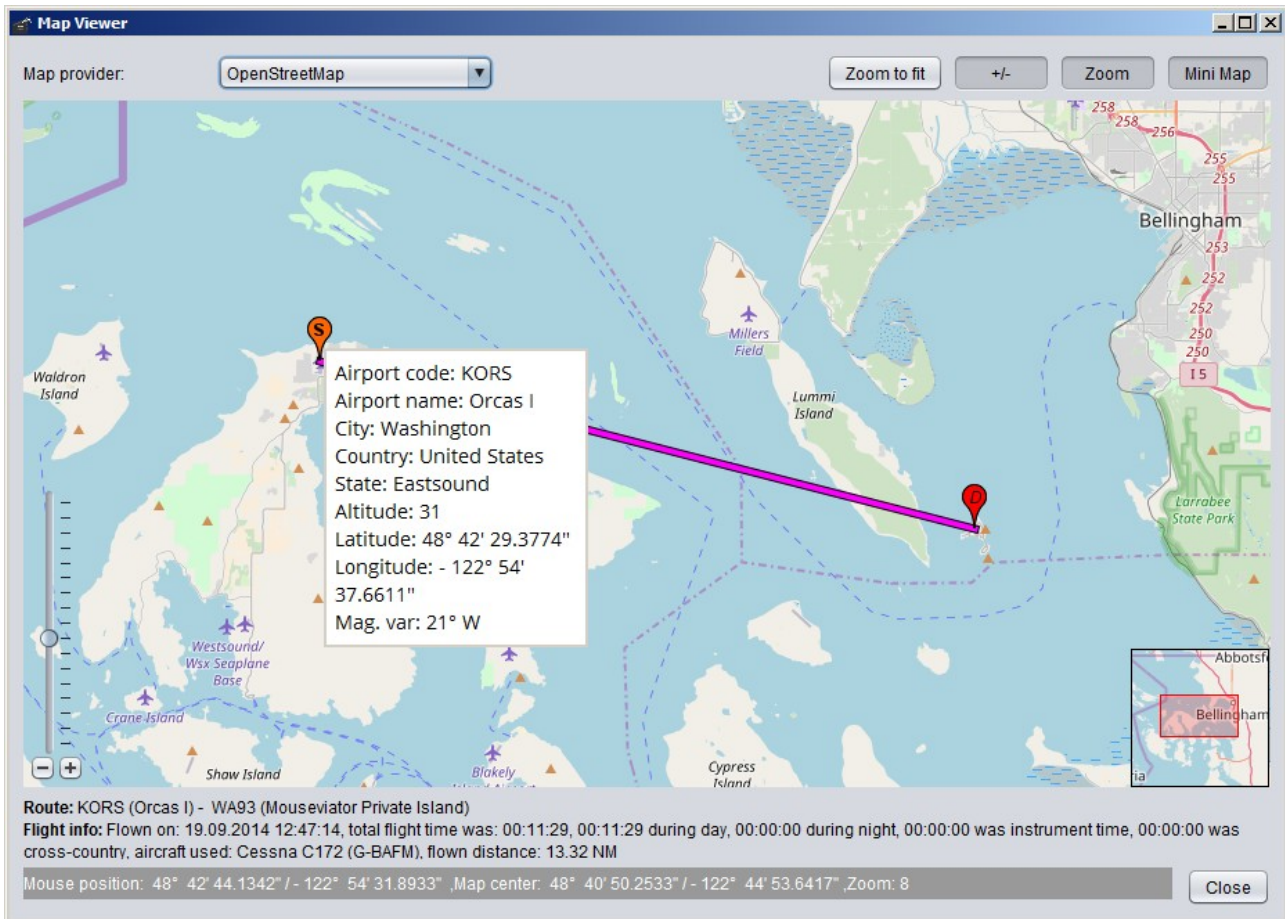 Map Viewer
Map provider:
OpenStreetMap
Zoom to fit
+/-
Zoom
Mini Map
258
258
256
255
255
Bellingham
253
252
252
252
250
250
I 5
Millers
Field
Waldron
Island
Lummi
Island
Larrabee
State Park
Airport code: KORS
Airport name: Orcas I
City: Washington
Country: United States
State: Eastsound
Altitude: 31
Latitude: 48° 42' 29.3774"
Longitude: - 122° 54'
37.6611"
Mag. var: 21° W
S
D
Westsound/
Wsx Seaplane
Base
Crane Island
Shaw Island
Blakely
Island Airport
Cypress
Island
Abbotsf
Bellingham
ria
Route: KORS (Orcas I) - WA93 (Mouseviator Private Island)
Flight info: Flown on: 19.09.2014 12:47:14, total flight time was: 00:11:29, 00:11:29 during day, 00:00:00 during night, 00:00:00 was instrument time, 00:00:00 was
cross-country, aircraft used: Cessna C172 (G-BAFM), flown distance: 13.32 NM
Mouse position: 48° 42' 44.1342" / - 122° 54' 31.8933" ,Map center: 48° 40' 50.2533" / - 122° 44' 53.6417" ,Zoom: 8
Close